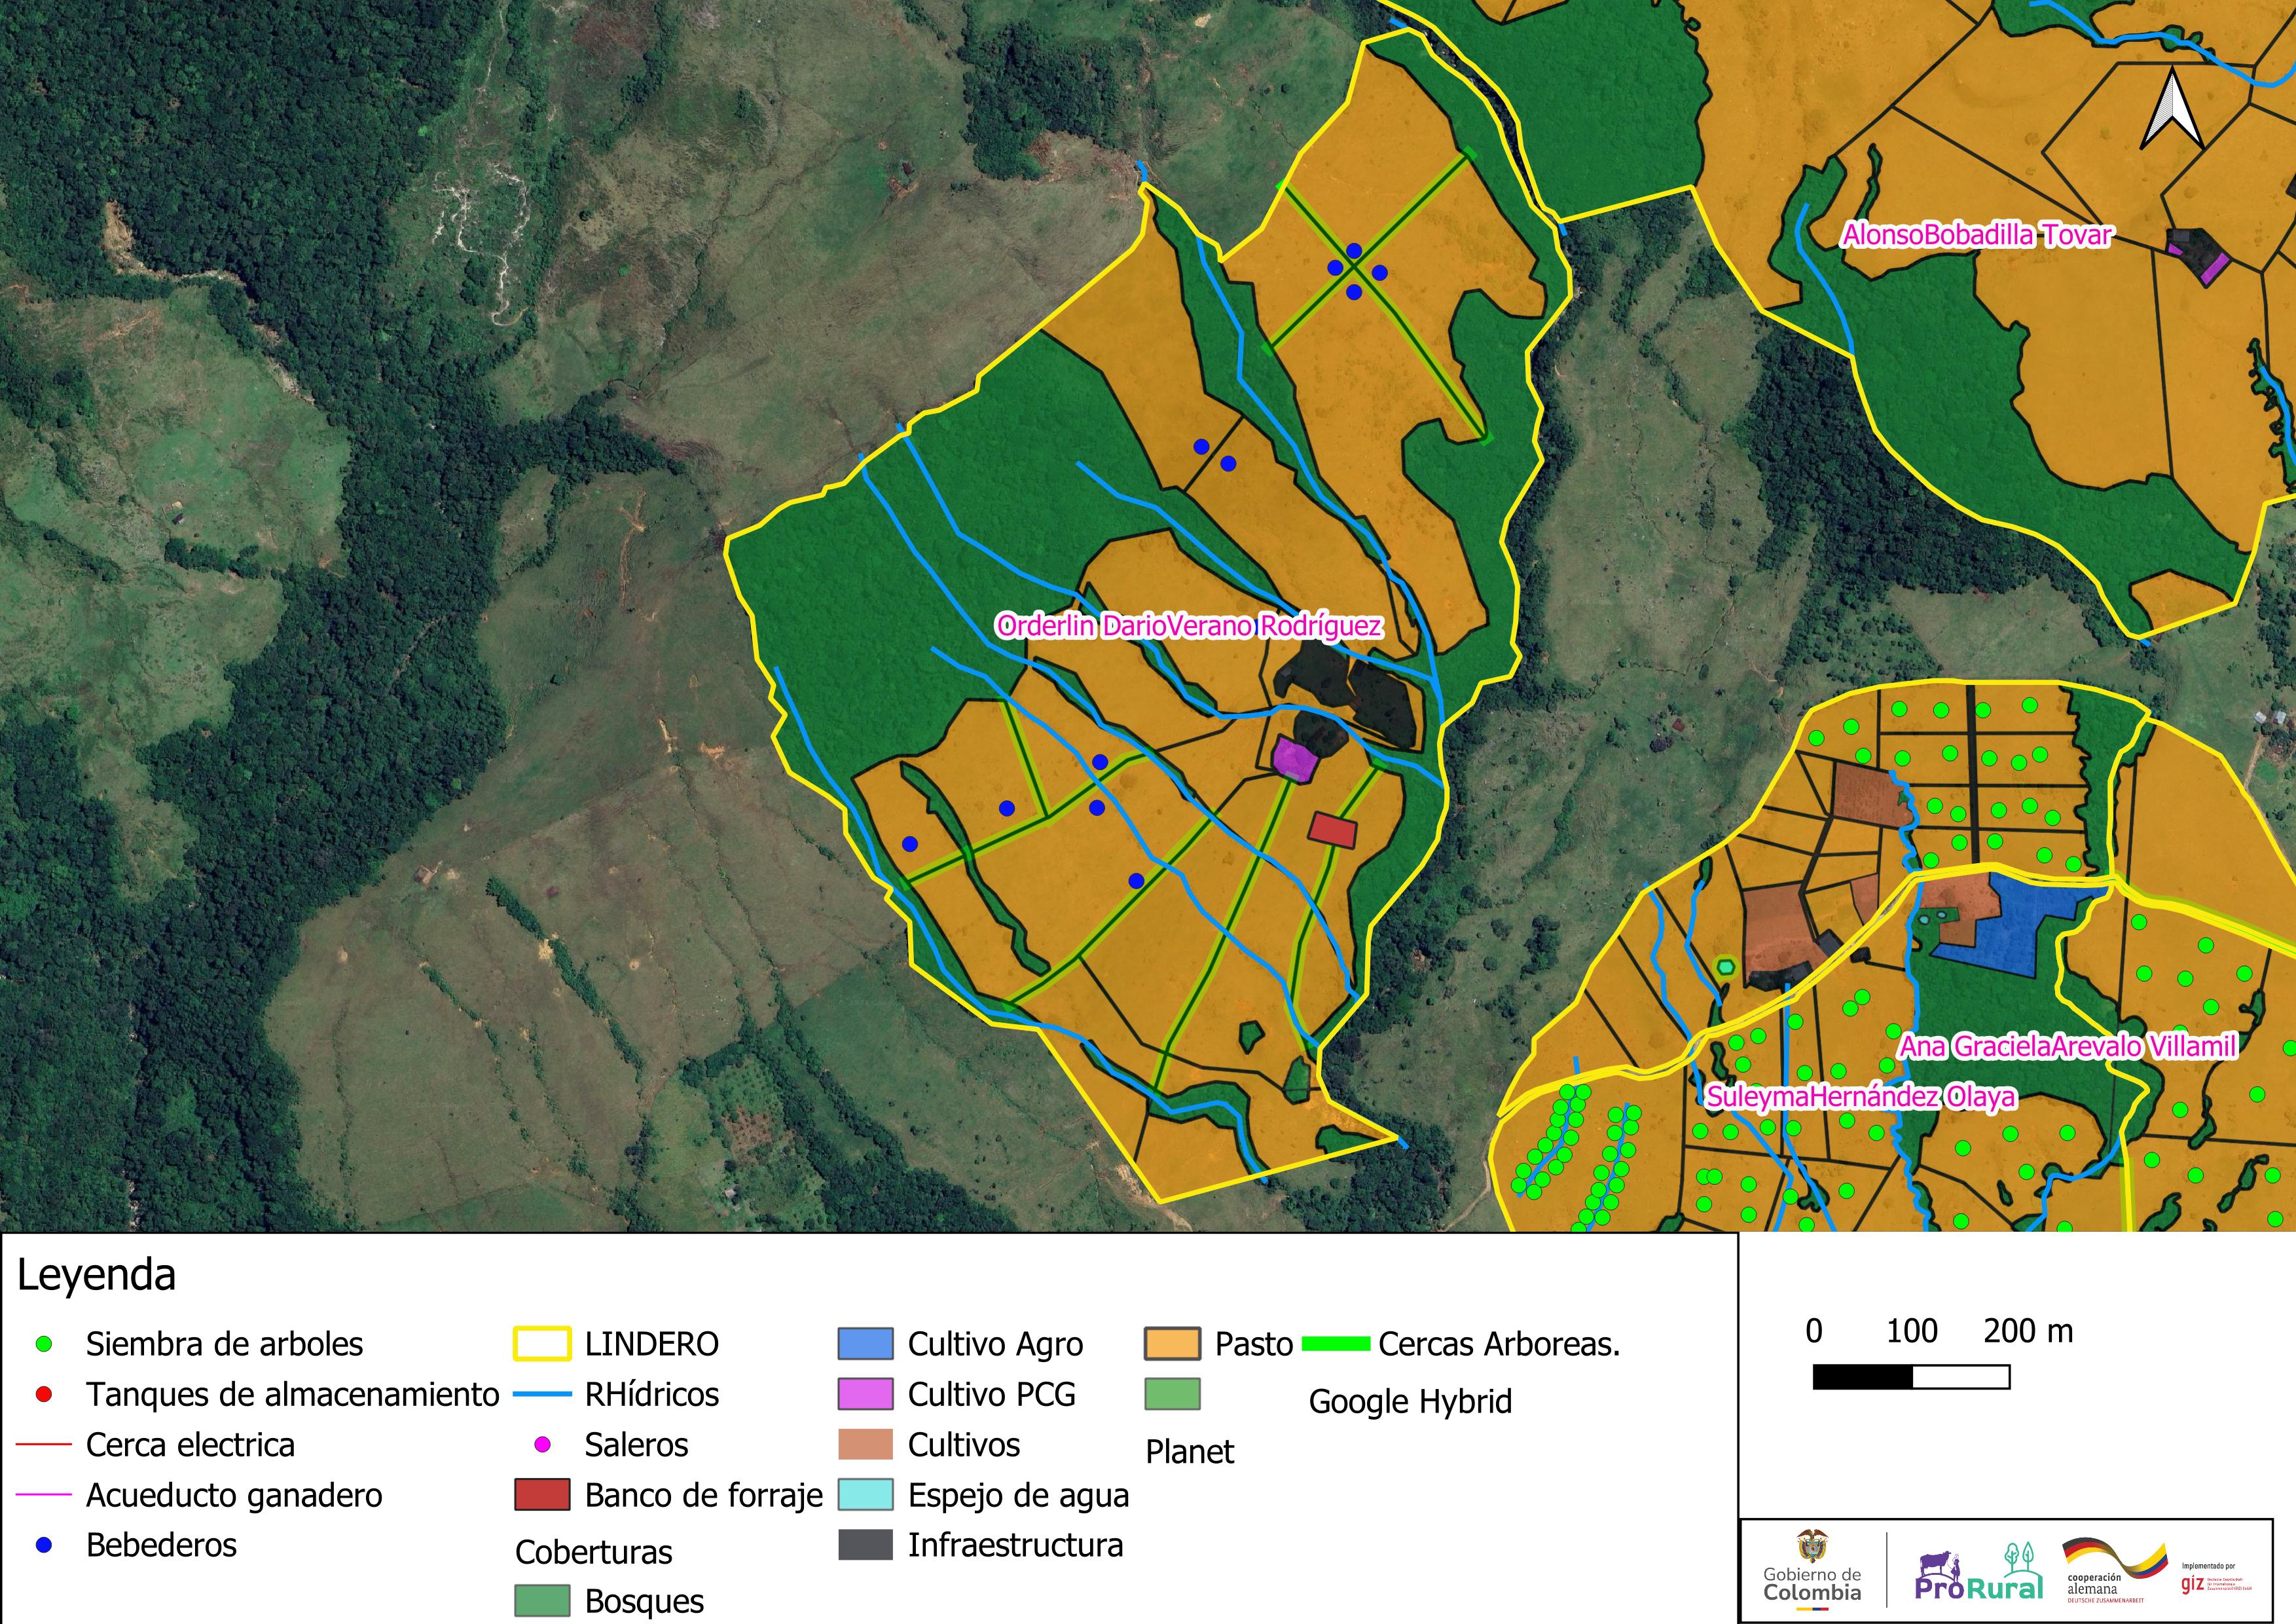 AlonsoBobadilla Tovar
Orderlin DarioVerano Rodríguez
Ana GracielaArevalo Villamil
SuleymaHernández Olaya
Leyenda
Siembra de arboles
Tanques de almacenamiento
Cerca electrica
Acueducto ganadero
Bebederos
LINDERO
RHídricos
Saleros
Banco de forraje
Coberturas
Bosques
Cultivo Agro
Cultivo PCG
Cultivos
Espejo de agua
Infraestructura
Pasto
Planet
Cercas Arboreas.
Google Hybrid
0 100 200 m
Gobierno de
Colombia
ProRural
cooperación
alemana
DEUTSCHE ZUSAMMENARBEIT
Implementado por
giz